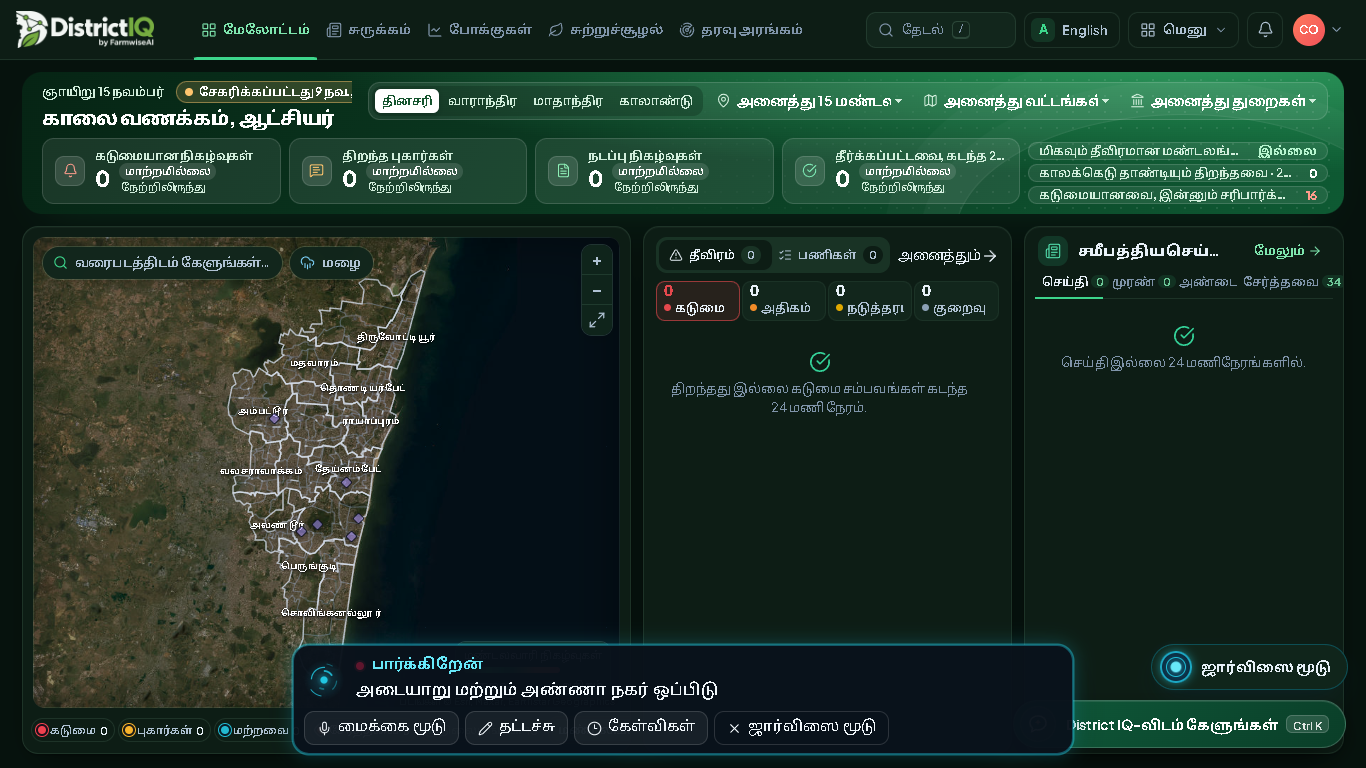 DistrictIQ
by FarmwiseAI
மேலோட்டம்
சுருக்கம்
போக்குகள்
சுற்றுச்சூழல்
தரவு அரங்கம்
தேடல் /
A English
மெனு
CO
ஞாயிறு 15 நவம்பர்
சேகரிக்கப்பட்டது 9 நவ.
காலை வணக்கம், ஆட்சியர்
தினசரி
வாராந்திர
மாதாந்திர
காலாண்டு
அனைத்து 15 மண்டல
அனைத்து வட்டங்கள்
அனைத்து துறைகள்
கடுமையான நிகழ்வுகள்
0 மாற்றமில்லை
நேற்றிலிருந்து
திறந்த புகார்கள்
0 மாற்றமில்லை
நேற்றிலிருந்து
நடப்பு நிகழ்வுகள்
0 மாற்றமில்லை
நேற்றிலிருந்து
தீர்க்கப்பட்டவை, கடந்த 2...
0 மாற்றமில்லை
நேற்றிலிருந்து
மிகவும் தீவிரமான மண்டலங்... இல்லை
காலக்கெடு தாண்டியும் திறந்தவை · 2... 0
கடுமையானவை, இன்னும் சரிபார்க்... 16
வரைபடத்திடம் கேளுங்கள்...
மழை
+
−
திருவோட்டியூர்
மதவாரம்
தொண்டியார்பேட்
அம்பட்டூர்
ராயாப்புரம்
வலசராவாக்கம்
தேயனம்பேட்
அலண்டூர்
பெருங்குடி
சொலிங்கனல்லூர்
கடுமை 0
புகார்கள் 0
மற்றவை
தீவிரம் 0
பணிகள் 0
அனைத்தும் →
0 கடுமை
0 அதிகம்
0 நடுத்தர
0 குறைவு
திறந்தது இல்லை கடுமை சம்பவங்கள் கடந்த
24 மணி நேரம்.
சமீபத்திய செய்...
மேலும் →
செய்தி 0
முரண் 0
அண்டை
சேர்த்தவை 34
செய்தி இல்லை 24 மணிநேரங்களில்.
பார்க்கிறேன்
அடையாறு மற்றும் அண்ணா நகர் ஒப்பிடு
மைக்கை மூடு
தட்டச்சு
கேள்விகள்
ஜார்விஸை மூடு
ஜார்விஸை மூடு
District IQ-விடம் கேளுங்கள் Ctrl K